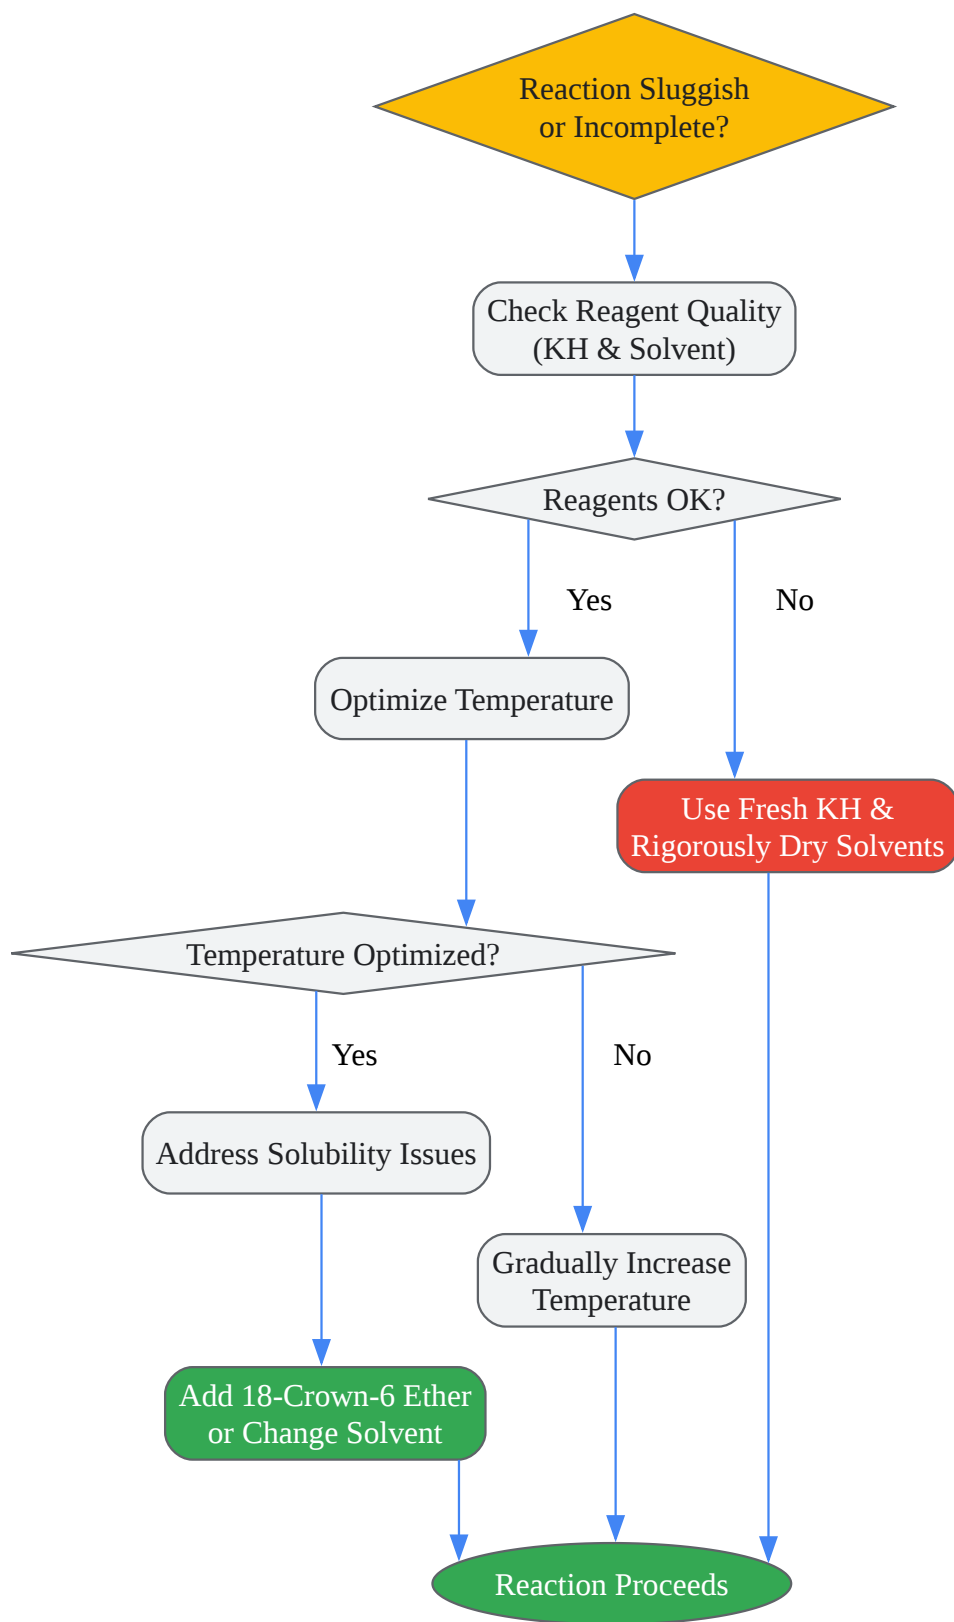 Reaction Sluggish
or Incomplete?
Check Reagent Quality
(KH & Solvent)
Reagents OK?
Yes
No
Optimize Temperature
Use Fresh KH &
Rigorously Dry Solvents
Temperature Optimized?
Yes
No
Address Solubility Issues
Gradually Increase
Temperature
Add 18-Crown-6 Ether
or Change Solvent
Reaction Proceeds